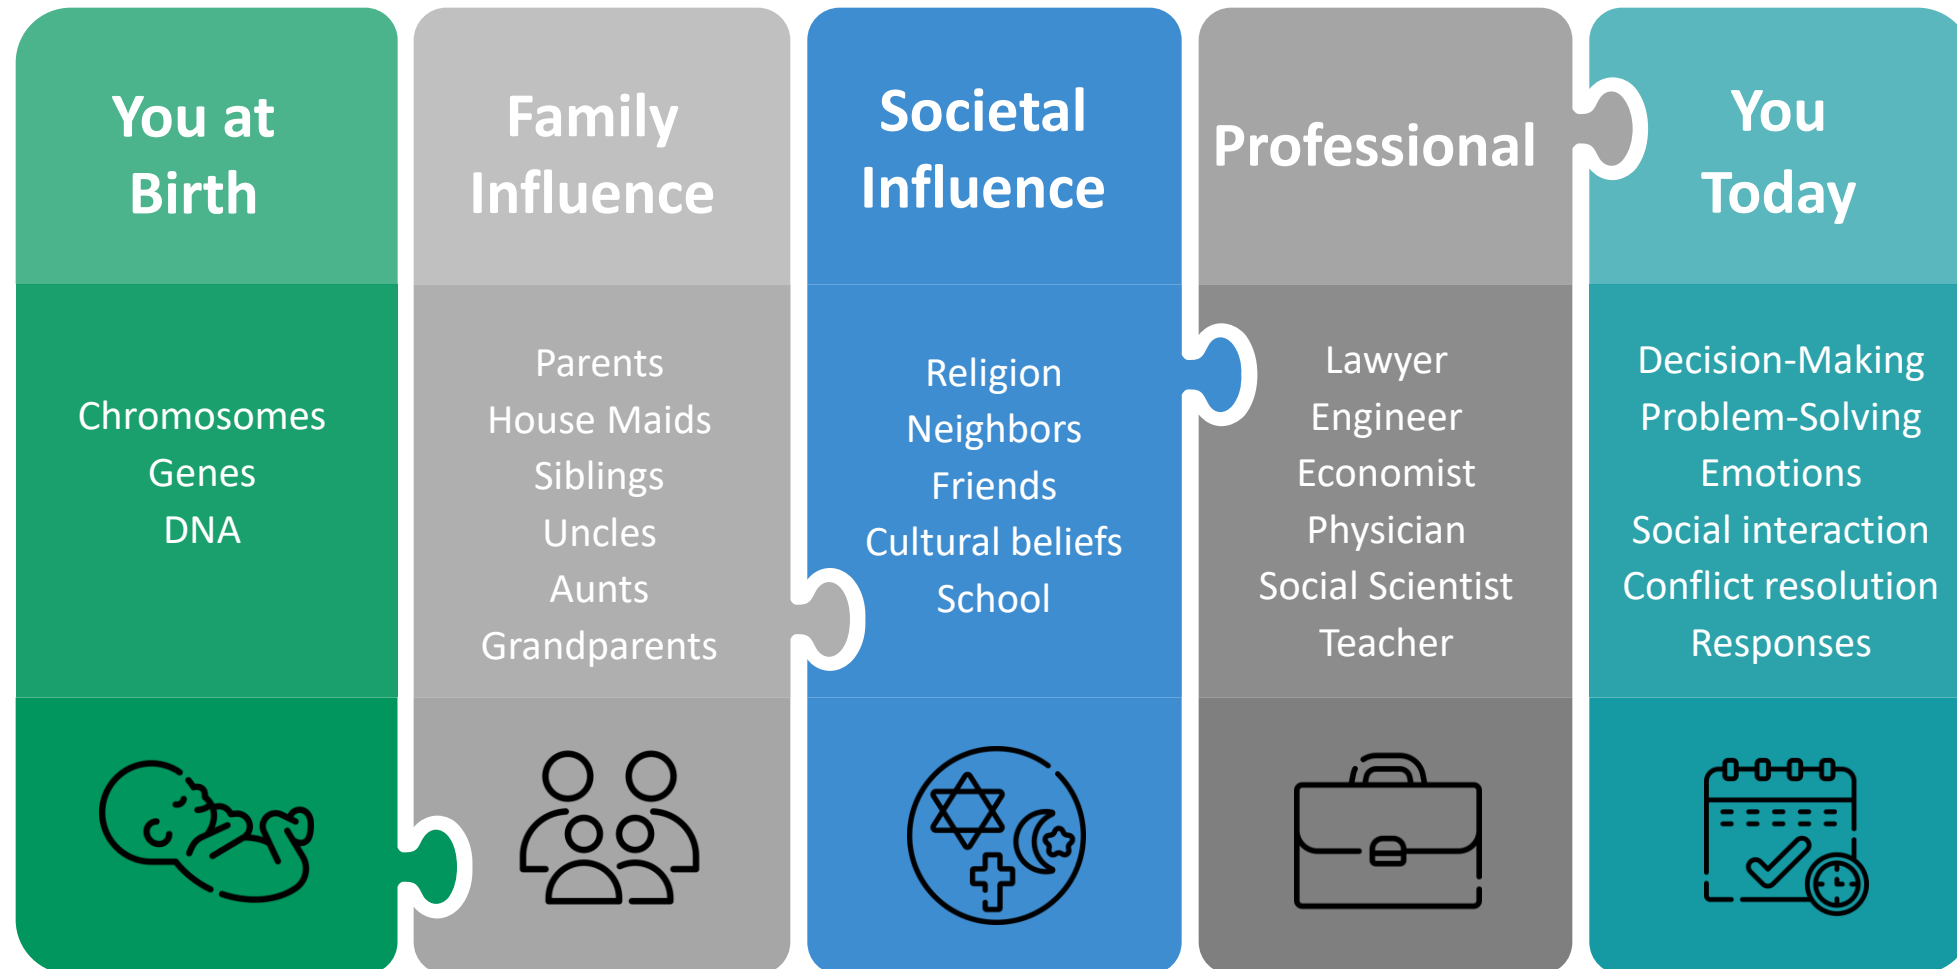 You at
Birth
Chromosomes
Genes
DNA
Family
Influence
Parents
House Maids
Siblings
Uncles
Aunts
Grandparents
Societal
Influence
Religion
Neighbors
Friends
Cultural beliefs
School
Professional
Lawyer
Engineer
Economist
Physician
Social Scientist
Teacher
You
Today
Decision-Making
Problem-Solving
Emotions
Social interaction
Conflict resolution
Responses